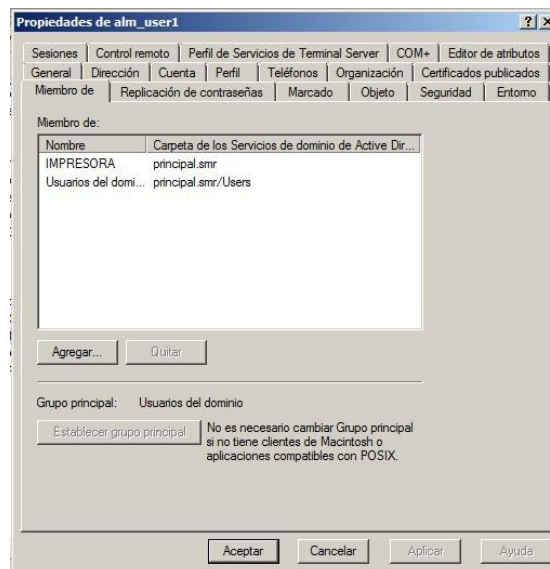 Propiedades de alm_user1
Sesiones Control remoto Perfil de Servicios de Terminal Server COM+ Editor de atributos
General Dirección Cuenta Perfil Teléfonos Organización Certificados publicados
Miembro de Replicación de contraseñas Marcado Objeto Seguridad Entorno
Miembro de:
Nombre Carpeta de los Servicios de dominio de Active Dir...
IMPRESORA principal.smr
Usuarios del domi... principal.smr/Users
Agregar... Quitar
Grupo principal: Usuarios del dominio
Establecer grupo principal
No es necesario cambiar Grupo principal
si no tiene clientes de Macintosh o
aplicaciones compatibles con POSIX.
Aceptar Cancelar Aplicar Ayuda